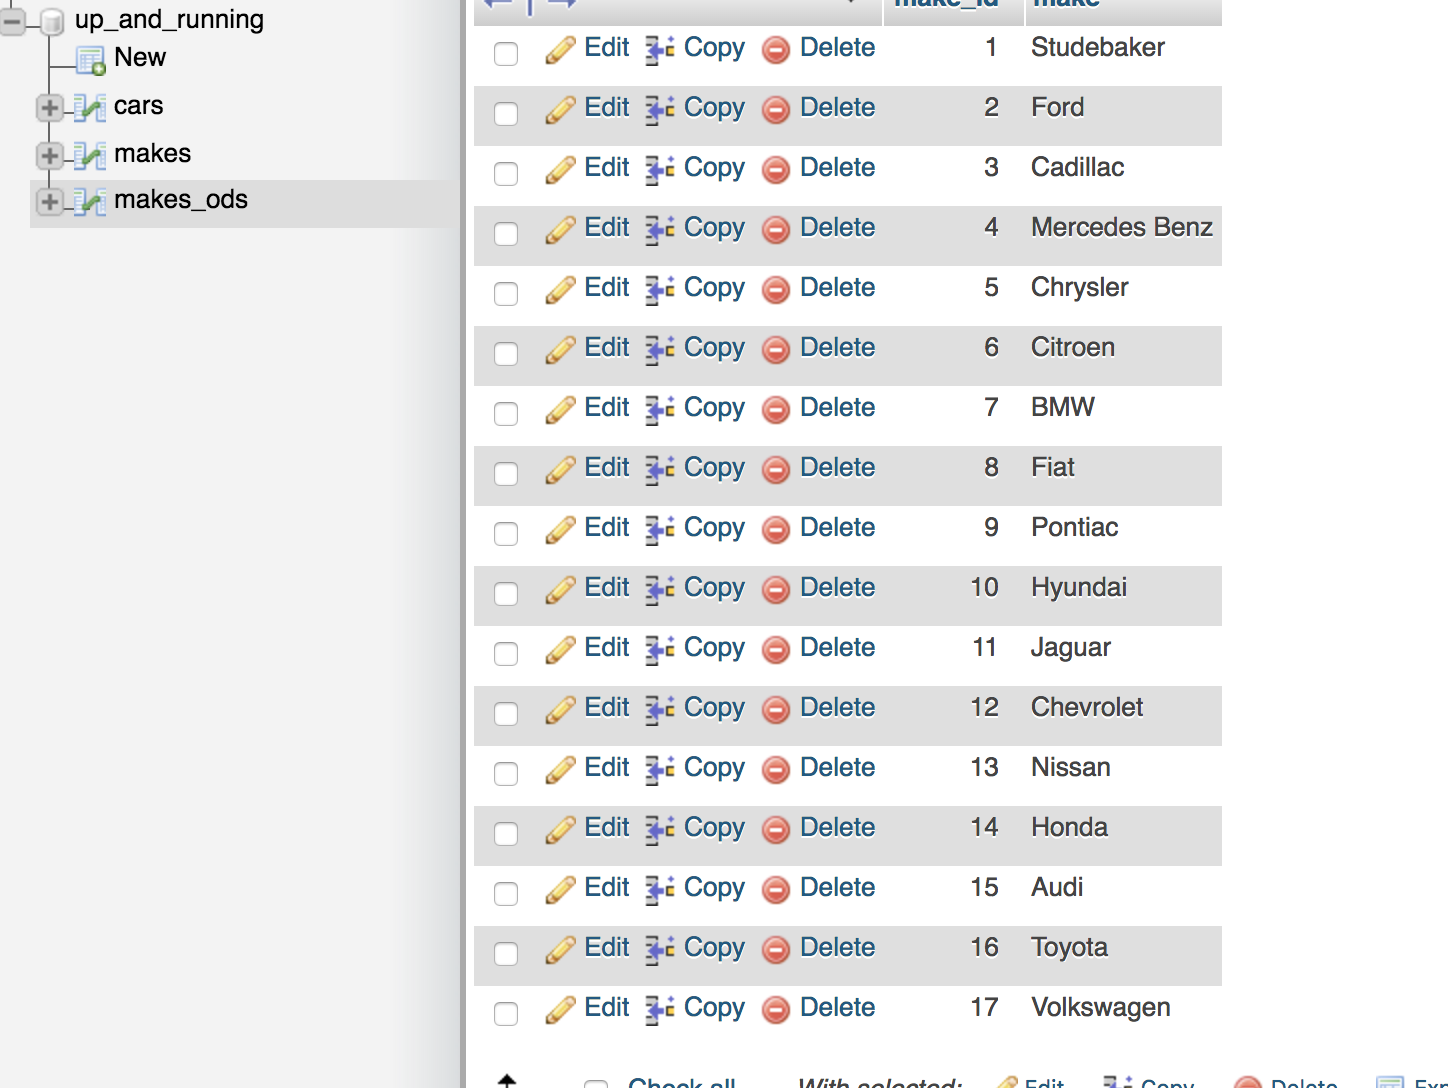 up_and_running
New
cars
makes
makes_ods
make_id make
Edit Copy Delete 1 Studebaker
Edit Copy Delete 2 Ford
Edit Copy Delete 3 Cadillac
Edit Copy Delete 4 Mercedes Benz
Edit Copy Delete 5 Chrysler
Edit Copy Delete 6 Citroen
Edit Copy Delete 7 BMW
Edit Copy Delete 8 Fiat
Edit Copy Delete 9 Pontiac
Edit Copy Delete 10 Hyundai
Edit Copy Delete 11 Jaguar
Edit Copy Delete 12 Chevrolet
Edit Copy Delete 13 Nissan
Edit Copy Delete 14 Honda
Edit Copy Delete 15 Audi
Edit Copy Delete 16 Toyota
Edit Copy Delete 17 Volkswagen
Check all With selected: Edit Copy Delete